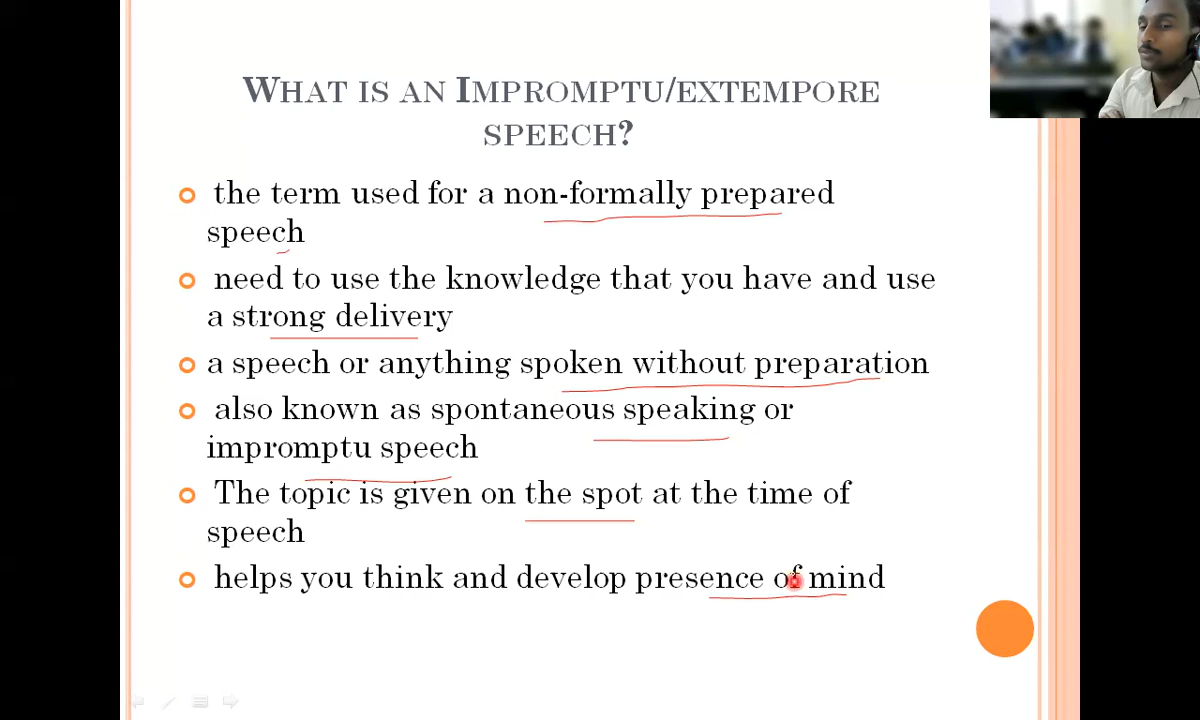 WHAT IS AN IMPROMPTU/EXTEMPORE
SPEECH?
the term used for a non-formally prepared
speech
need to use the knowledge that you have and use
a strong delivery
a speech or anything spoken without preparation
also known as spontaneous speaking or
impromptu speech
The topic is given on the spot at the time of
speech
helps you think and develop presence of mind